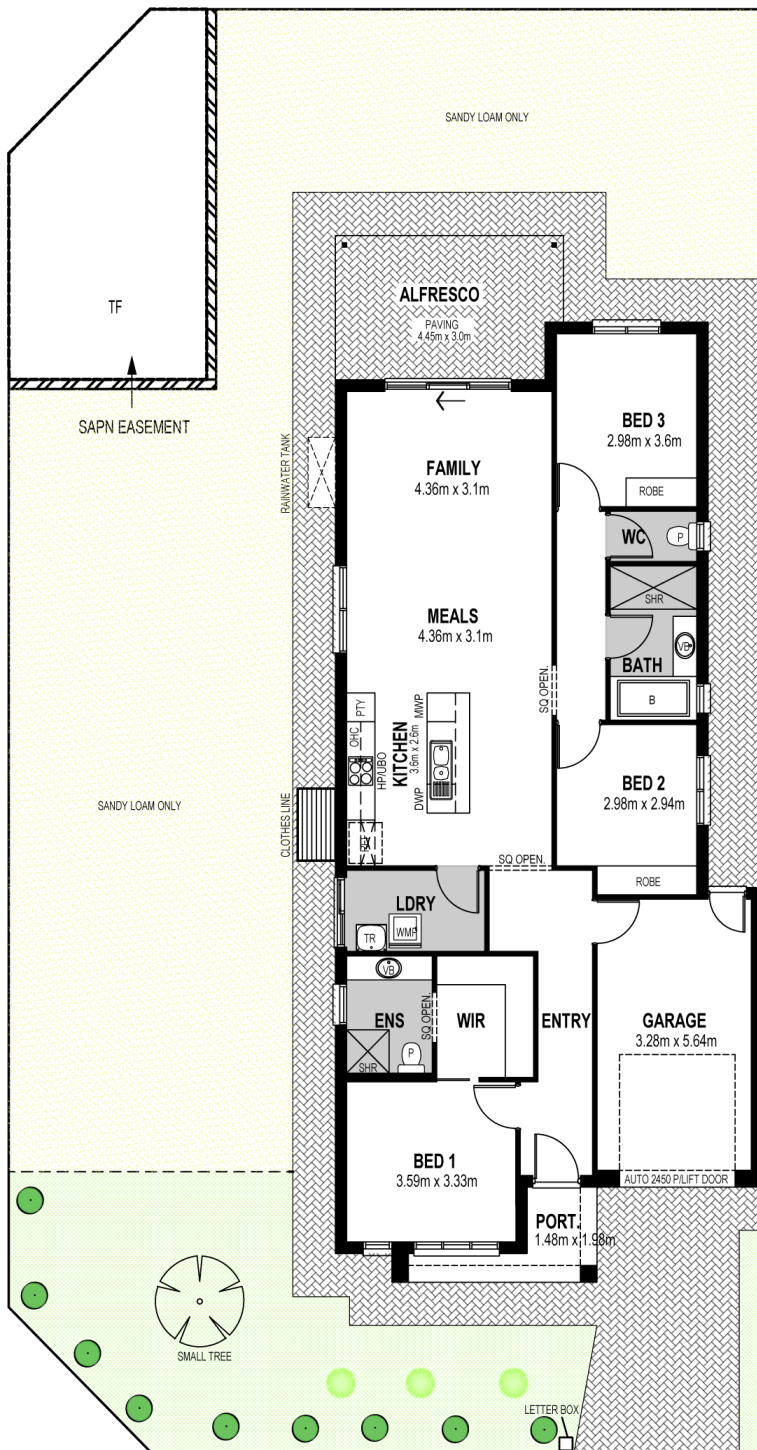 SANDY LOAM ONLY
TF
SAPN EASEMENT
ALFRESCO
PAVING
4.45m x 3.0m
BED 3
2.98m x 3.6m
ROBE
RAINWATER TANK
FAMILY
4.36m x 3.1m
WC
P
SHR
MEALS
4.36m x 3.1m
VB
BATH
B
SQ OPEN.
PTY
MWP
OHC
KITCHEN
3.6m x 2.6m
HP/UBO
DWP
BED 2
2.98m x 2.94m
SANDY LOAM ONLY
CLOTHES LINE
SQ OPEN.
ROBE
LDRY
TR
WMP
VB
ENS
SQ OPEN.
WIR
ENTRY
GARAGE
3.28m x 5.64m
P
SHR
BED 1
3.59m x 3.33m
AUTO 2450 P/LIFT DOOR
PORT.
1.48m x 1.98m
SMALL TREE
LETTER BOX